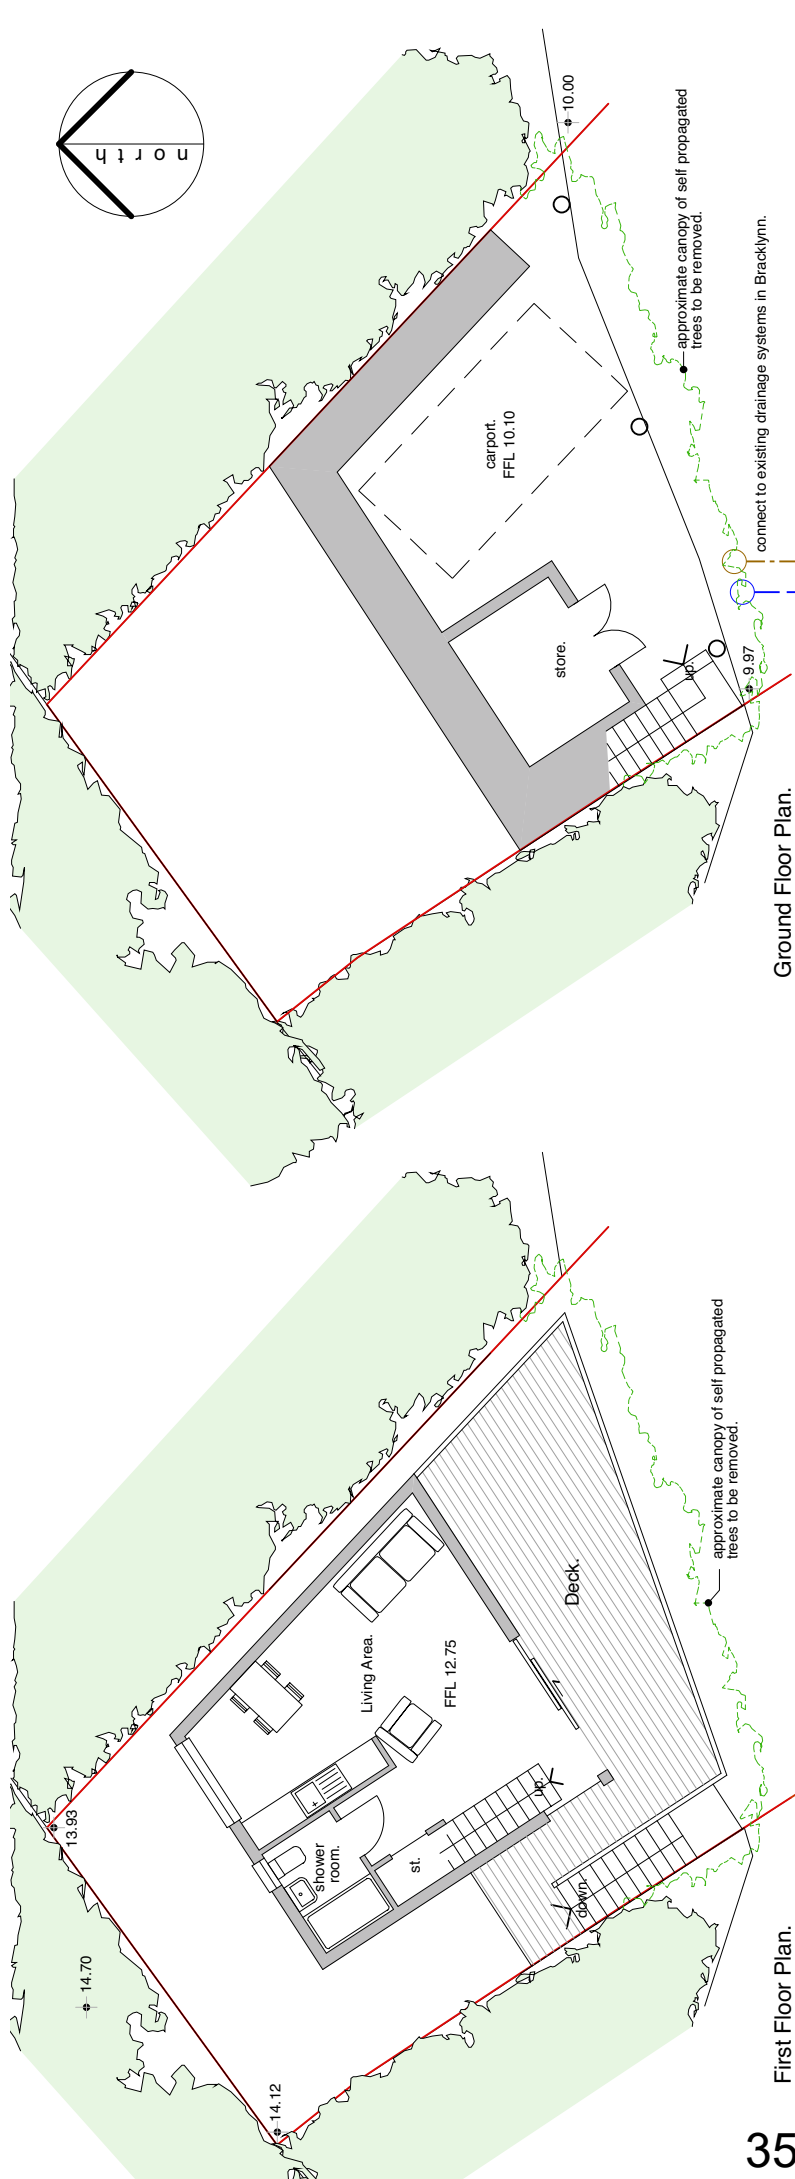 north
10.00
approximate canopy of self propagated
trees to be removed.
connect to existing drainage systems in Bracklynn.
carport.
FFL 10.10
store.
up.
9.97
Ground Floor Plan.
approximate canopy of self propagated
trees to be removed.
Deck.
Living Area.
FFL 12.75
up.
shower
room.
st.
down.
13.93
14.70
14.12
First Floor Plan.
35